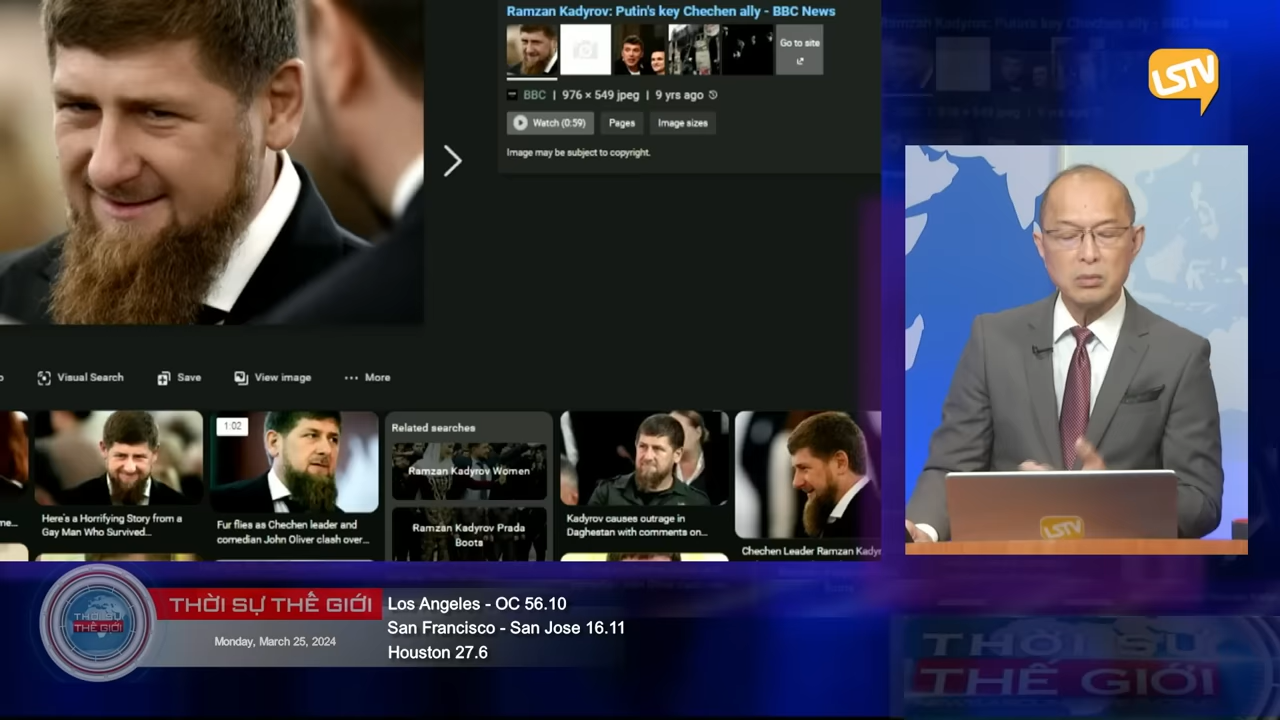 Ramzan Kadyrov: Putin's key Chechen ally - BBC News
Go to site
BBC | 976 × 549 jpeg | 9 yrs ago
Watch (0:59)
Pages
Image sizes
Image may be subject to copyright.
LSTV
Visual Search
Save
View image
More
1:02
Related searches
Ramzan Kadyrov Women
Ramzan Kadyrov Prada
Boots
Here's a Horrifying Story from a
Gay Man Who Survived...
Fur flies as Chechen leader and
comedian John Oliver clash over...
Kadyrov causes outrage in
Daghestan with comments on...
Chechen Leader Ramzan Kadyr
LSTV
THỜI SỰ
THẾ GIỚI
THỜI SỰ THẾ GIỚI
Monday, March 25, 2024
Los Angeles - OC 56.10
San Francisco - San Jose 16.11
Houston 27.6
THỜI SỰ
THẾ GIỚI